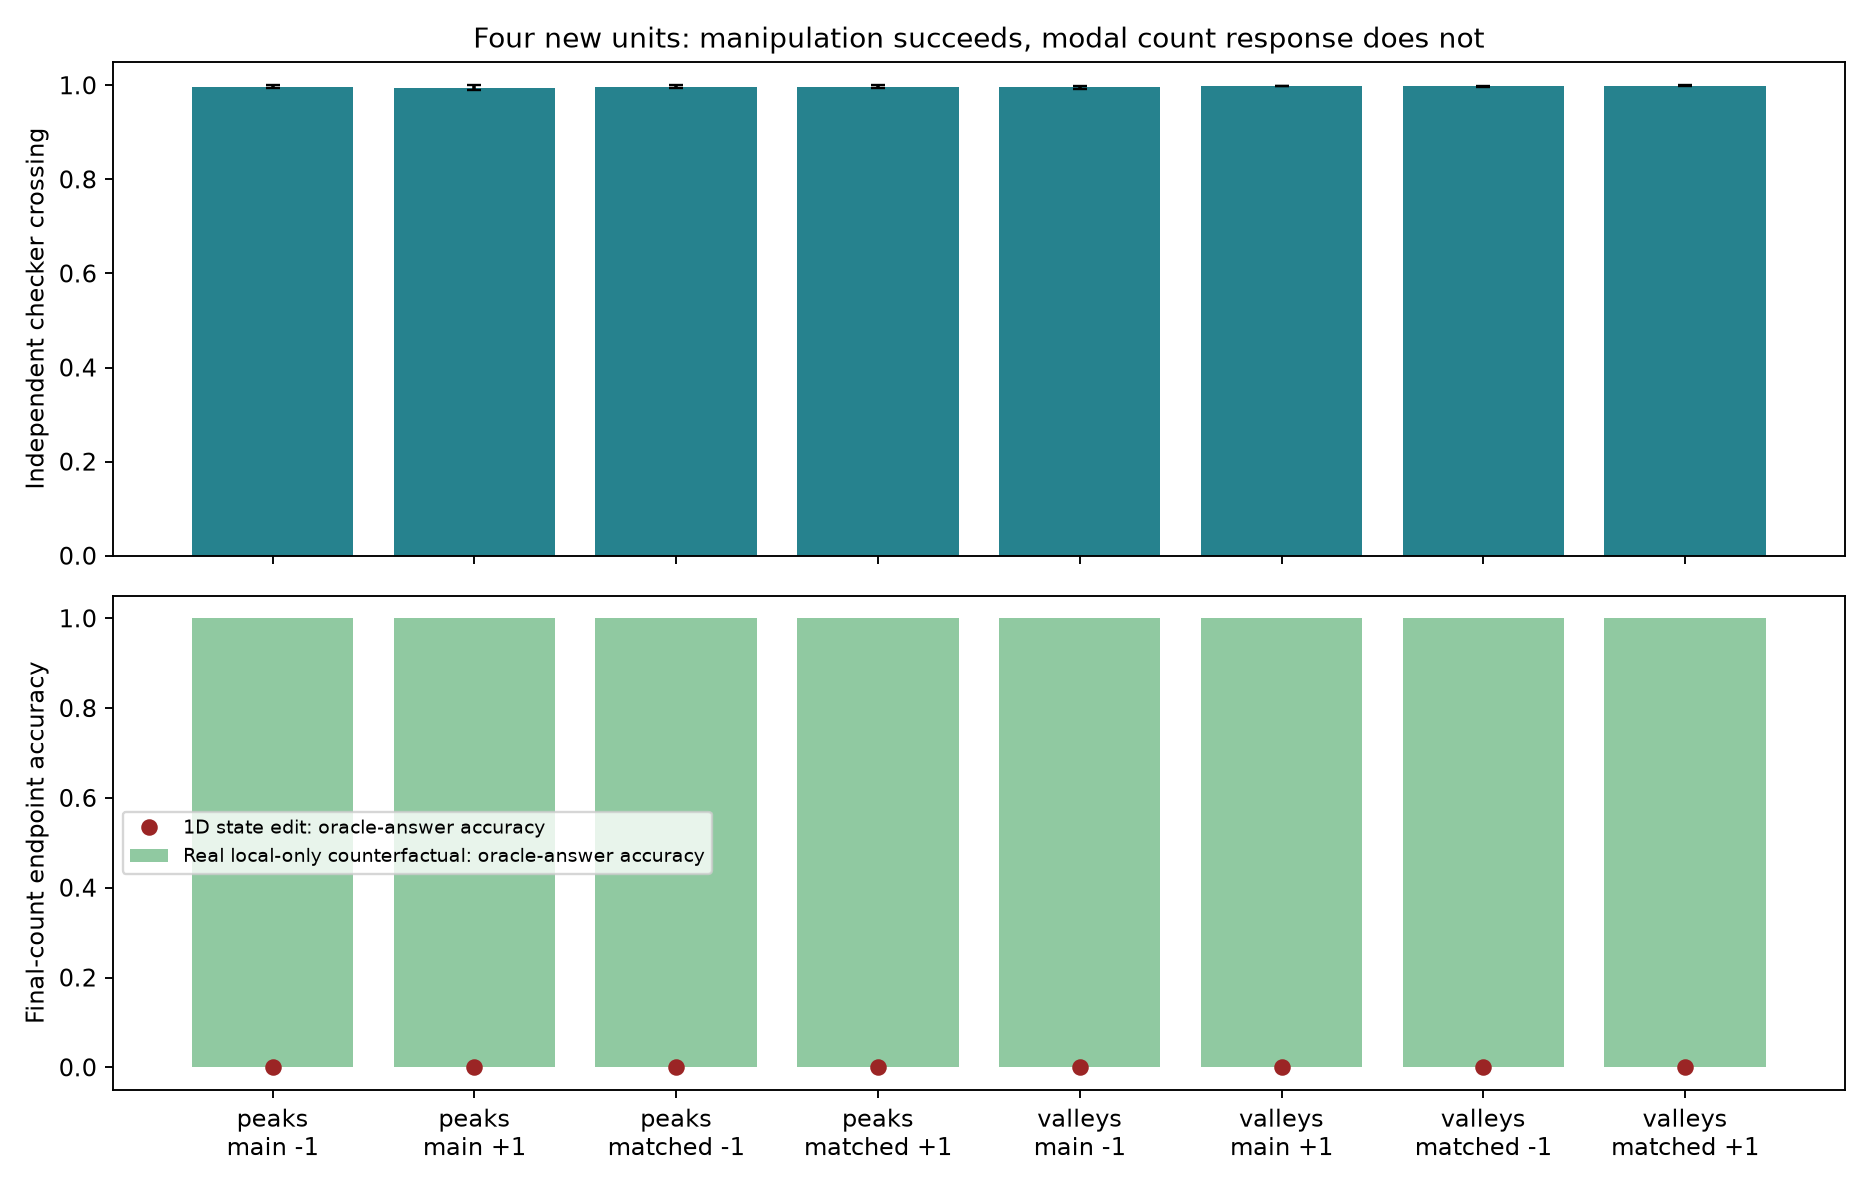 Four new units: manipulation succeeds, modal count response does not
Independent checker crossing
1.0
0.8
0.6
0.4
0.2
0.0
Final-count endpoint accuracy
1.0
0.8
0.6
0.4
0.2
0.0
1D state edit: oracle-answer accuracy
Real local-only counterfactual: oracle-answer accuracy
peaks
main -1
peaks
main +1
peaks
matched -1
peaks
matched +1
valleys
main -1
valleys
main +1
valleys
matched -1
valleys
matched +1